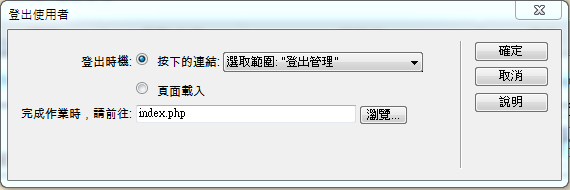 登出使用者
登出時機: 按下的連結: 選取範圍: "登出管理"
頁面載入
完成作業時，請前往: index.php 瀏覽...
確定
取消
說明